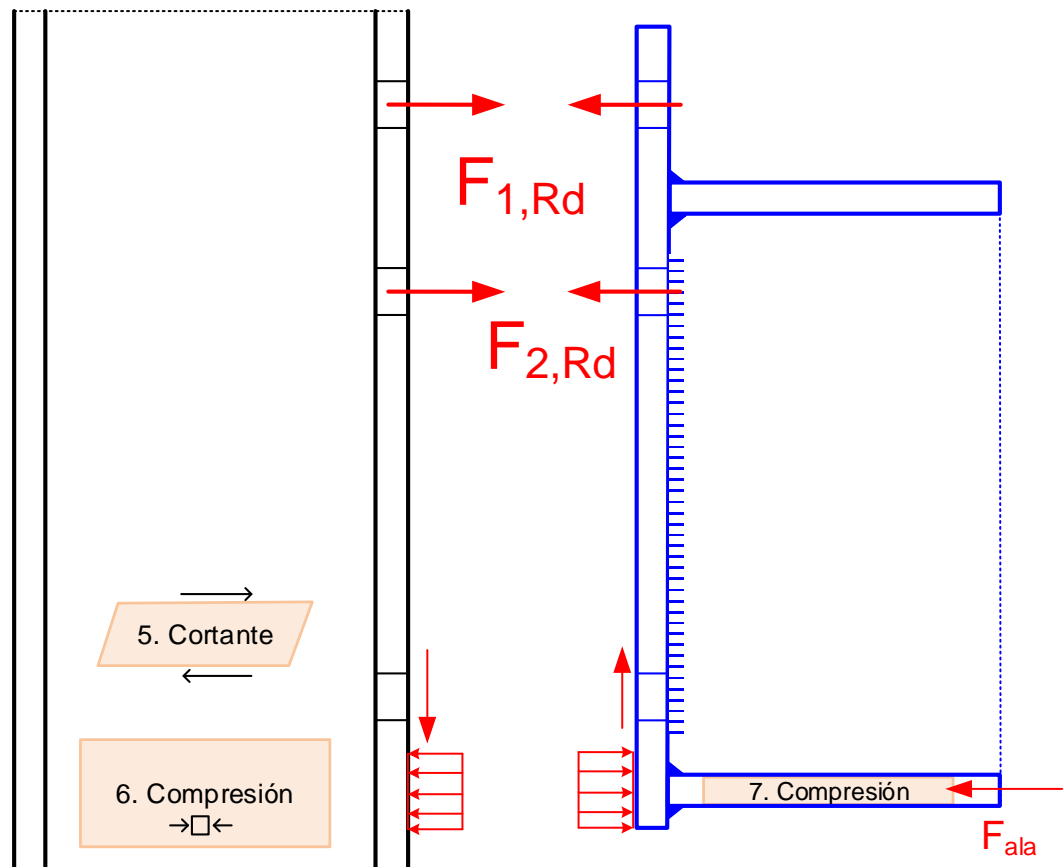 F1,Rd
F2,Rd
5. Cortante
6. Compresión
7. Compresión
Fala